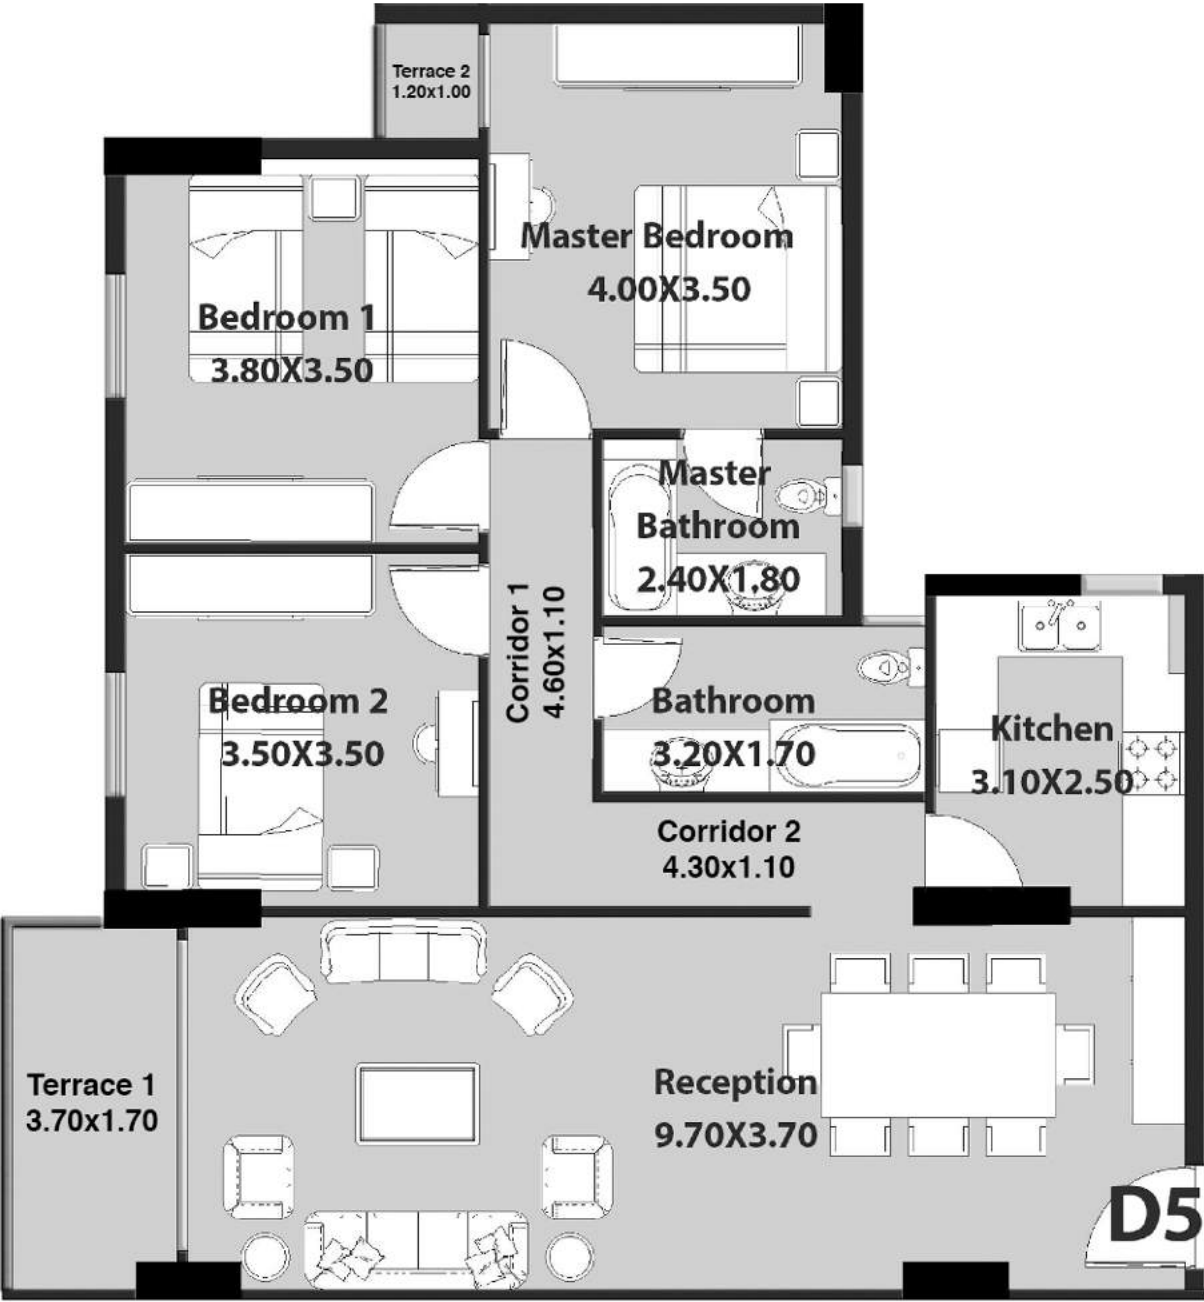 Terrace 2
1.20x1.00
Master Bedroom
4.00X3.50
Bedroom 1
3.80X3.50
Master
Bathroom
2.40X1.80
Corridor 1
4.60x1.10
Bedroom 2
3.50X3.50
Bathroom
3.20X1.70
Kitchen
3.10X2.50
Corridor 2
4.30x1.10
Terrace 1
3.70x1.70
Reception
9.70X3.70
D5